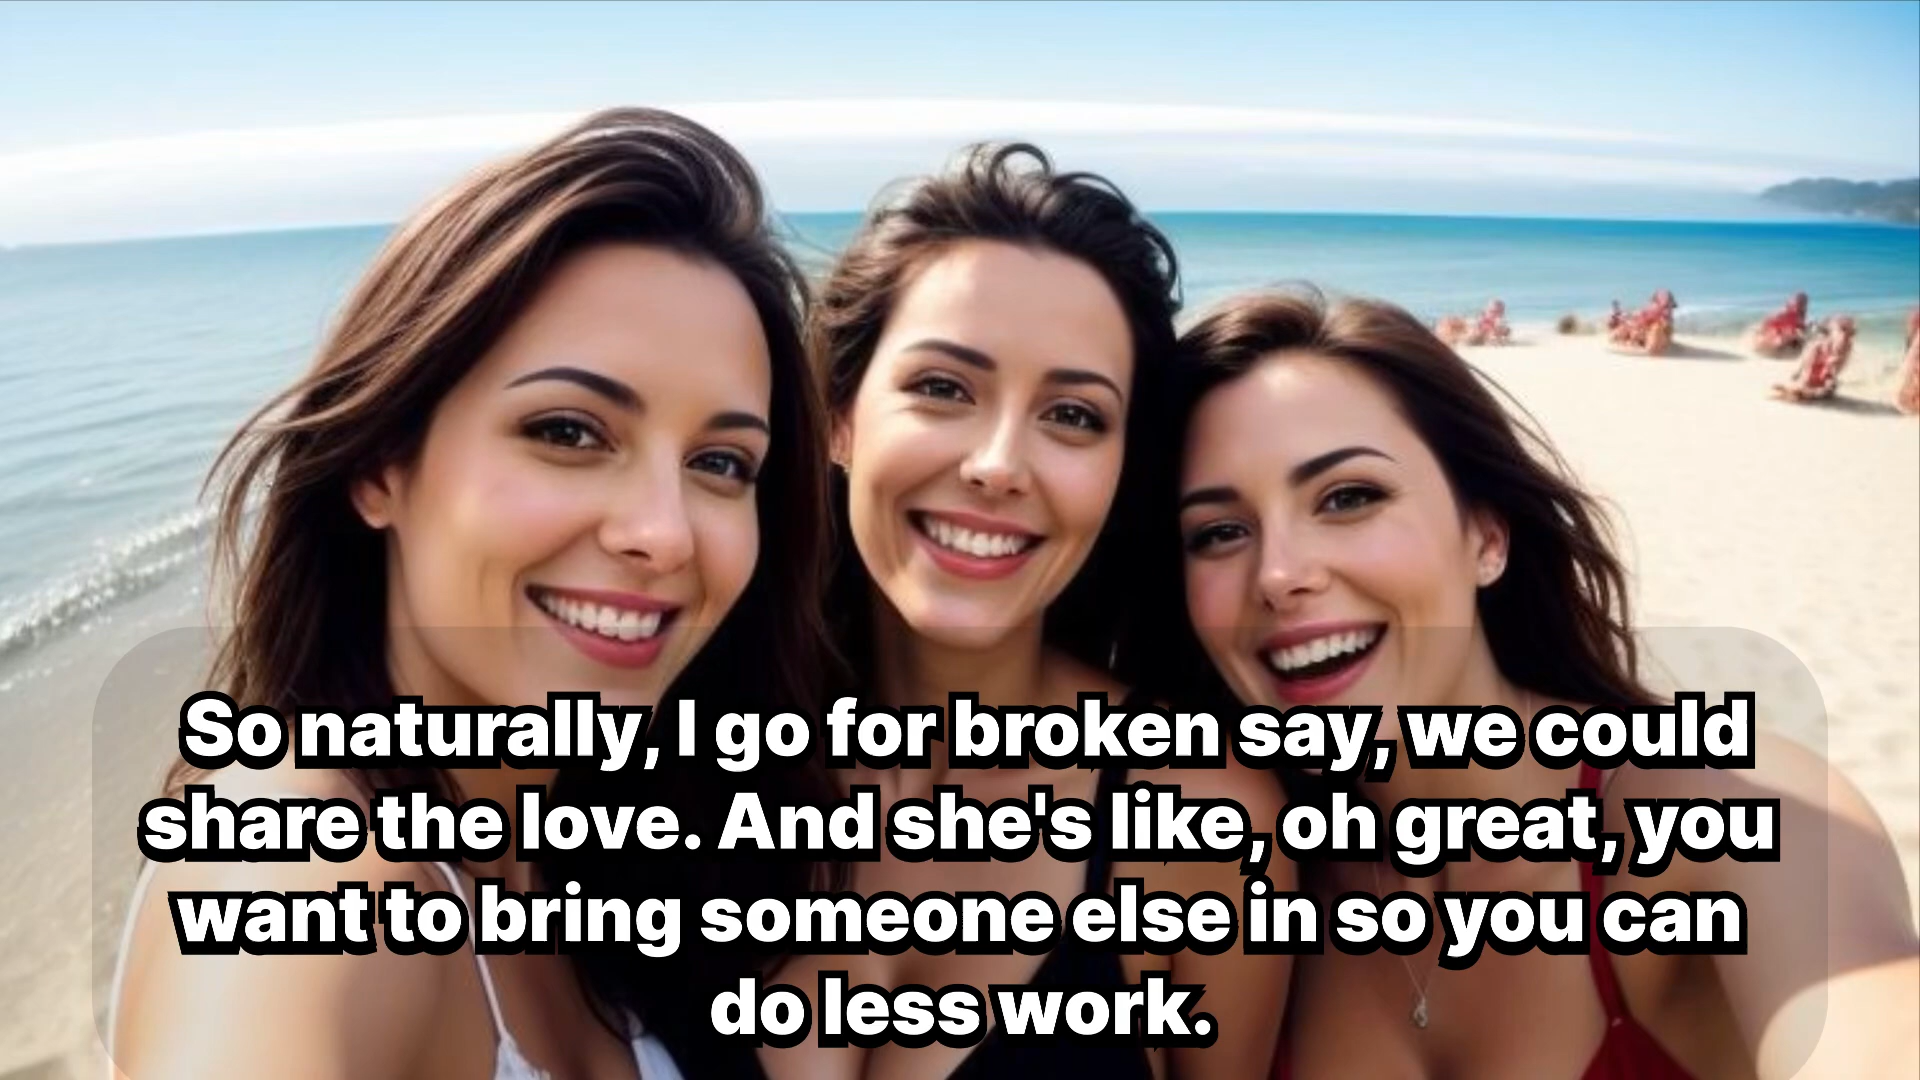 So naturally, I go for broken say, we could
share the love. And she's like, oh great, you
want to bring someone else in so you can
do less work.